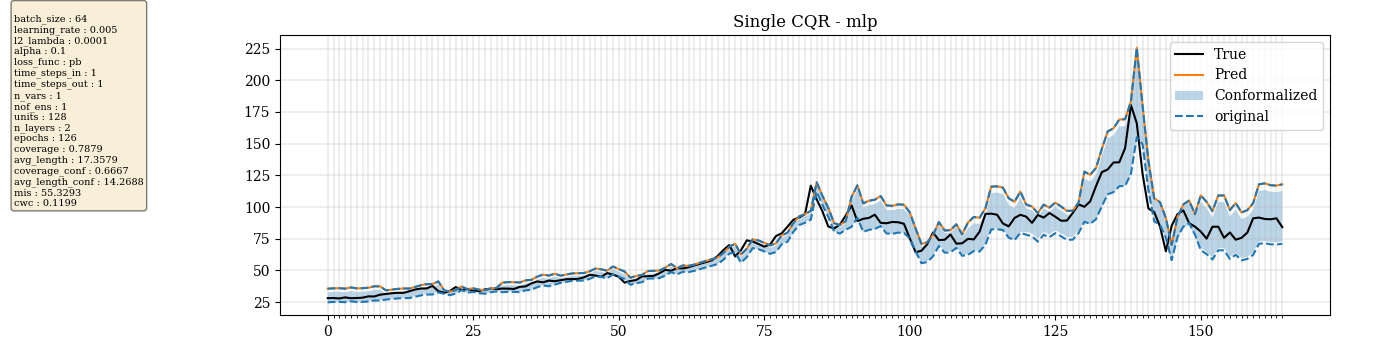 batch_size : 64
learning_rate : 0.005
l2_lambda : 0.0001
alpha : 0.1
loss_func : pb
time_steps_in : 1
time_steps_out : 1
n_vars : 1
nof_ens : 1
units : 128
n_layers : 2
epochs : 126
coverage : 0.7879
avg_length : 17.3579
coverage_conf : 0.6667
avg_length_conf : 14.2688
mis : 55.3293
cwc : 0.1199
Single CQR - mlp
225
200
175
150
125
100
75
50
25
True
Pred
Conformalized
original
0 25 50 75 100 125 150